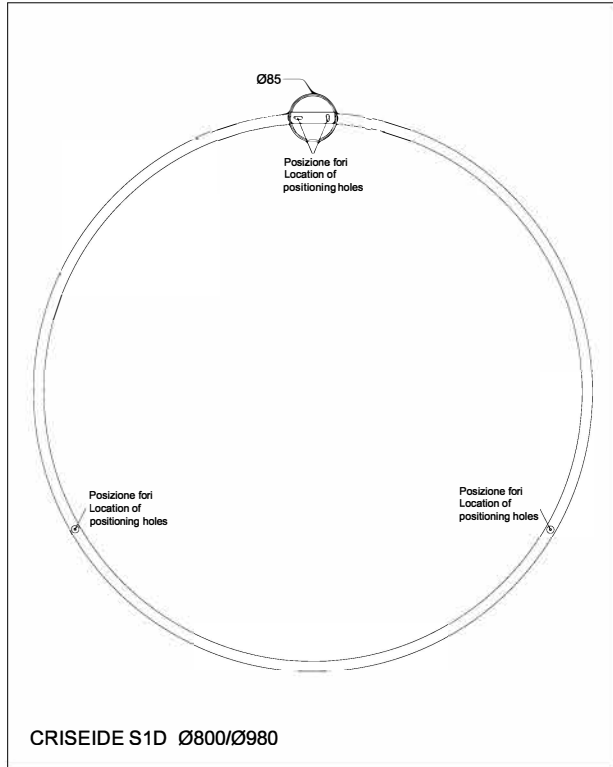 Ø85
Posizione fori
Location of
positioning holes
Posizione fori
Location of
positioning holes
Posizione fori
Location of
positioning holes
CRISEIDE S1D Ø800/Ø980